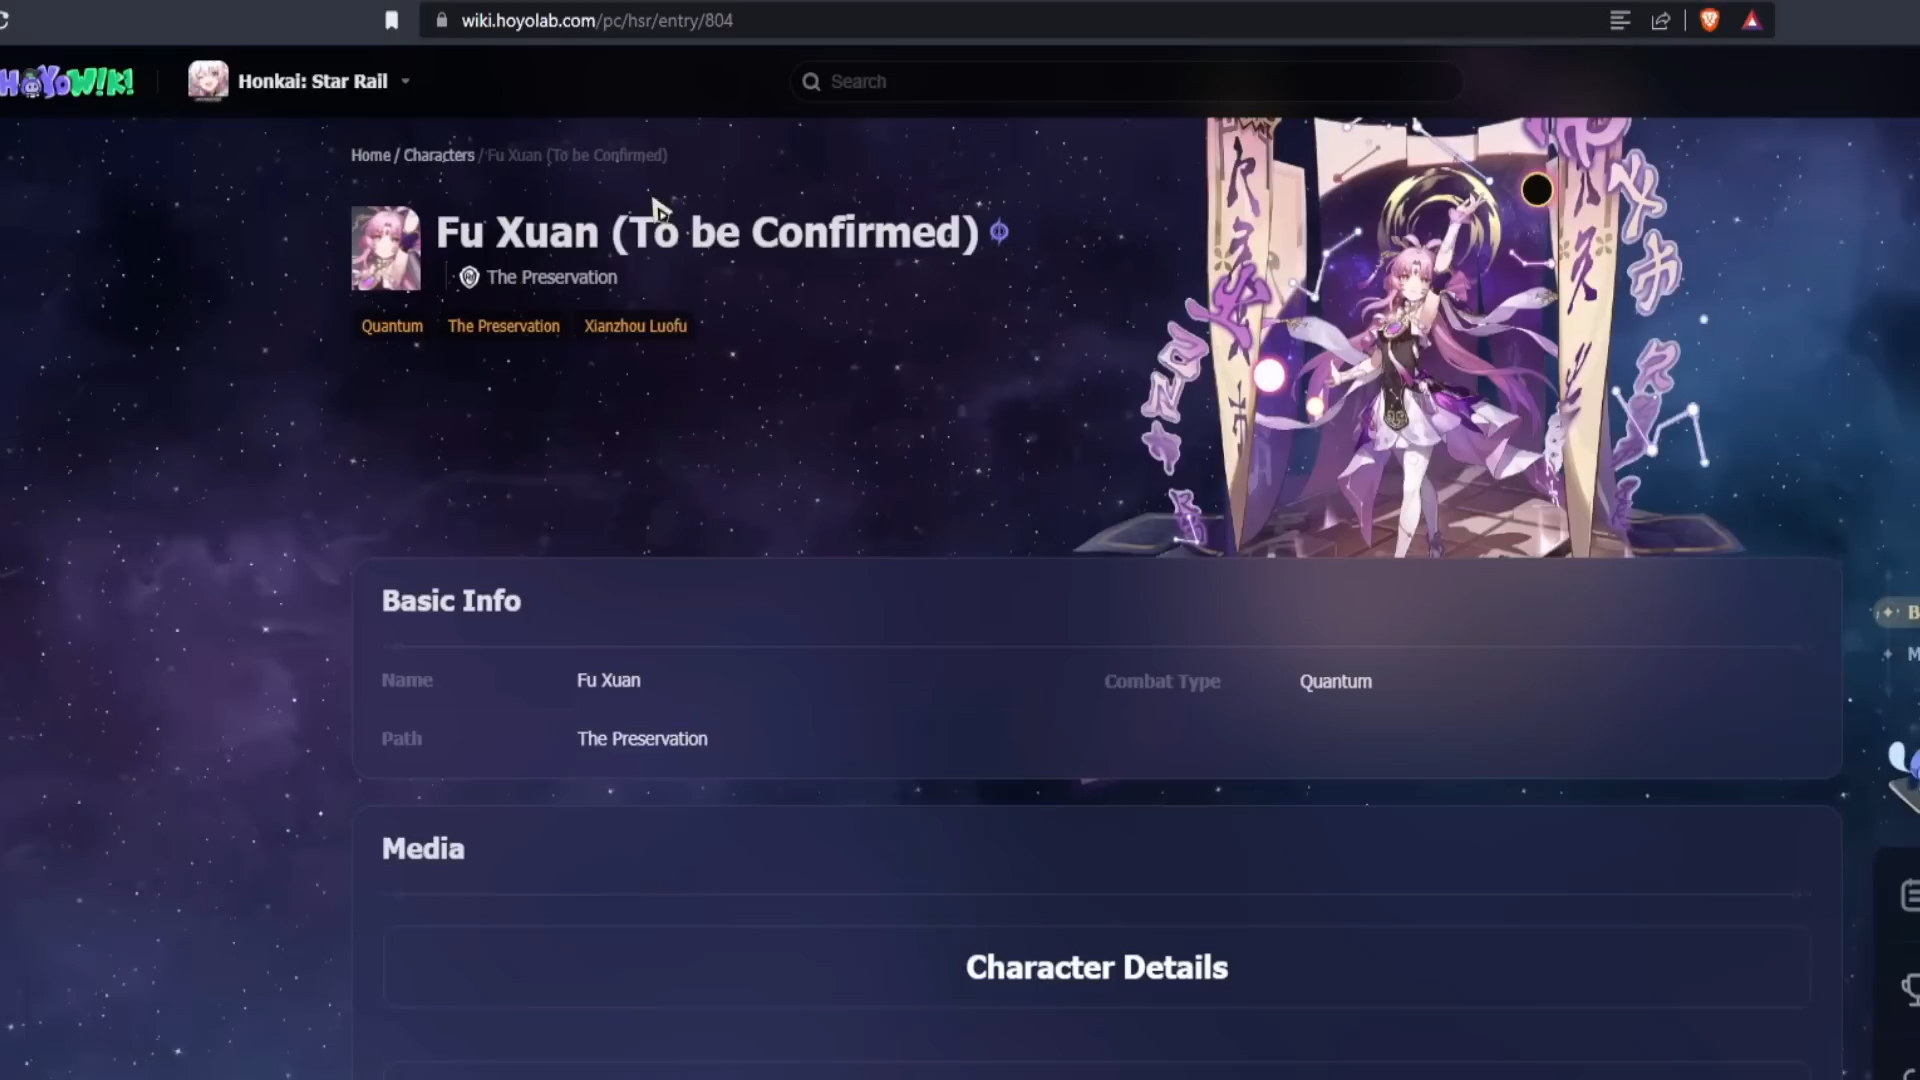 wiki.hoyolab.com/pc/hsr/entry/804
HoYoWiKi
Honkai: Star Rail
Search
Home / Characters / Fu Xuan (To be Confirmed)
Fu Xuan (To be Confirmed)
The Preservation
Quantum The Preservation Xianzhou Luofu
Basic Info
Name Fu Xuan Combat Type Quantum
Path The Preservation
Media
Character Details